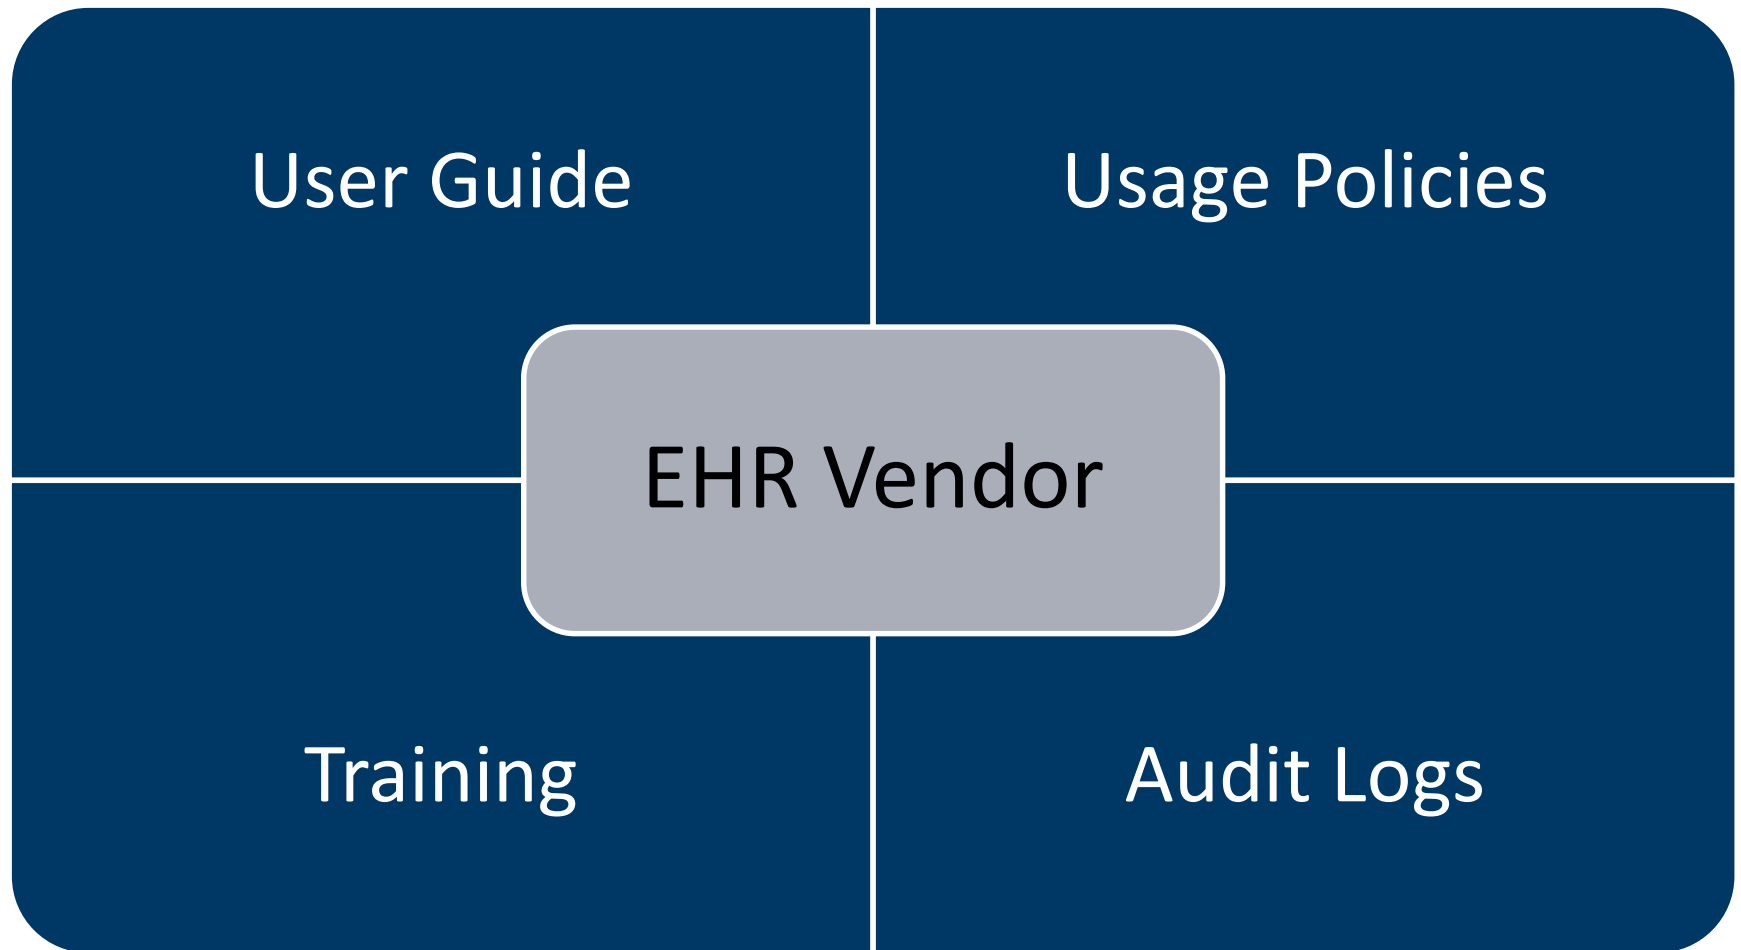 User Guide
Usage Policies
EHR Vendor
Training
Audit Logs